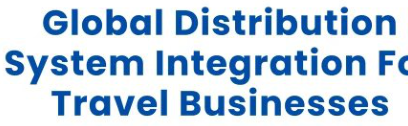 Global Distribution
System Integration Fo
Travel Businesses